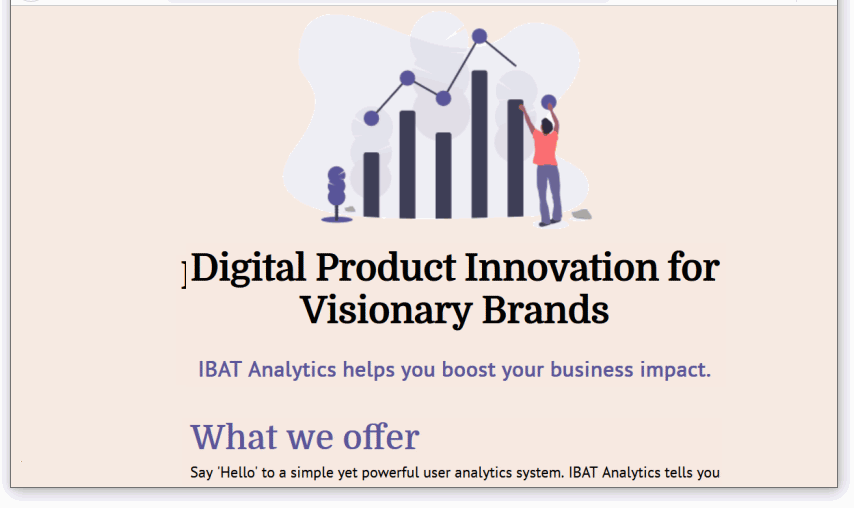 Digital Product Innovation for
Visionary Brands
IBAT Analytics helps you boost your business impact.
What we offer
Say 'Hello' to a simple yet powerful user analytics system. IBAT Analytics tells you